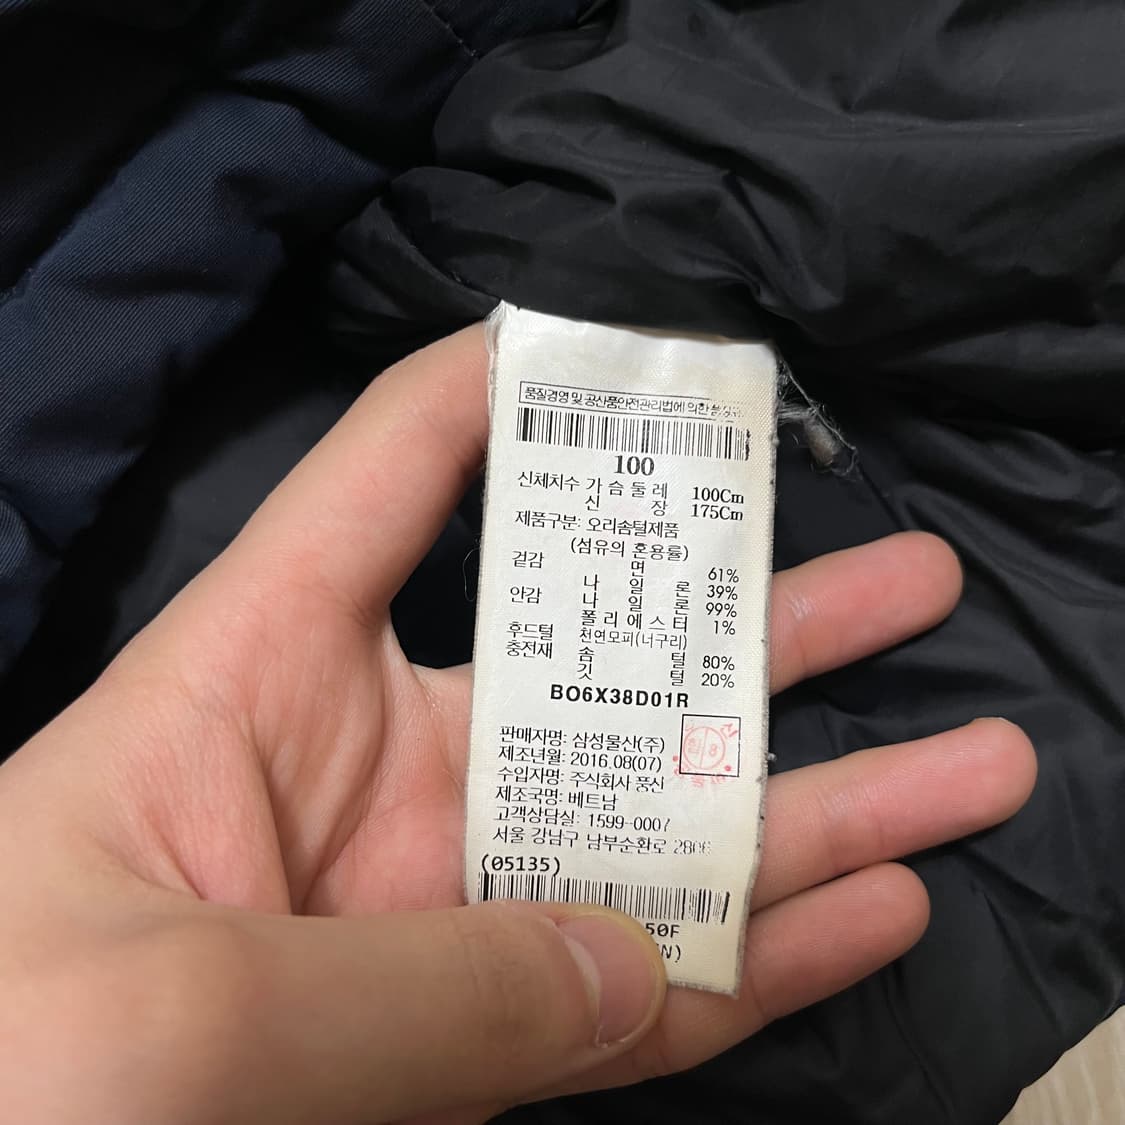 품질경영 및 공산품안전관리법에 의한
100
신체치수 가슴둘레 100Cm
신 장 175Cm
제품구분: 오리솜털제품
(섬유의 혼용률)
겉감 면 61%
나 일 론 39%
안감 나 일 론 99%
폴리에스터 1%
후드털 천연모피(너구리)
충전재 솜 털 80%
깃 털 20%
BO6X38D01R
판매자명: 삼성물산(주)
제조년월: 2016.08(07)
수입자명: 주식회사 풍신
제조국명: 베트남
고객상담실: 1599-0007
서울 강남구 남부순환로
(05135)
50F